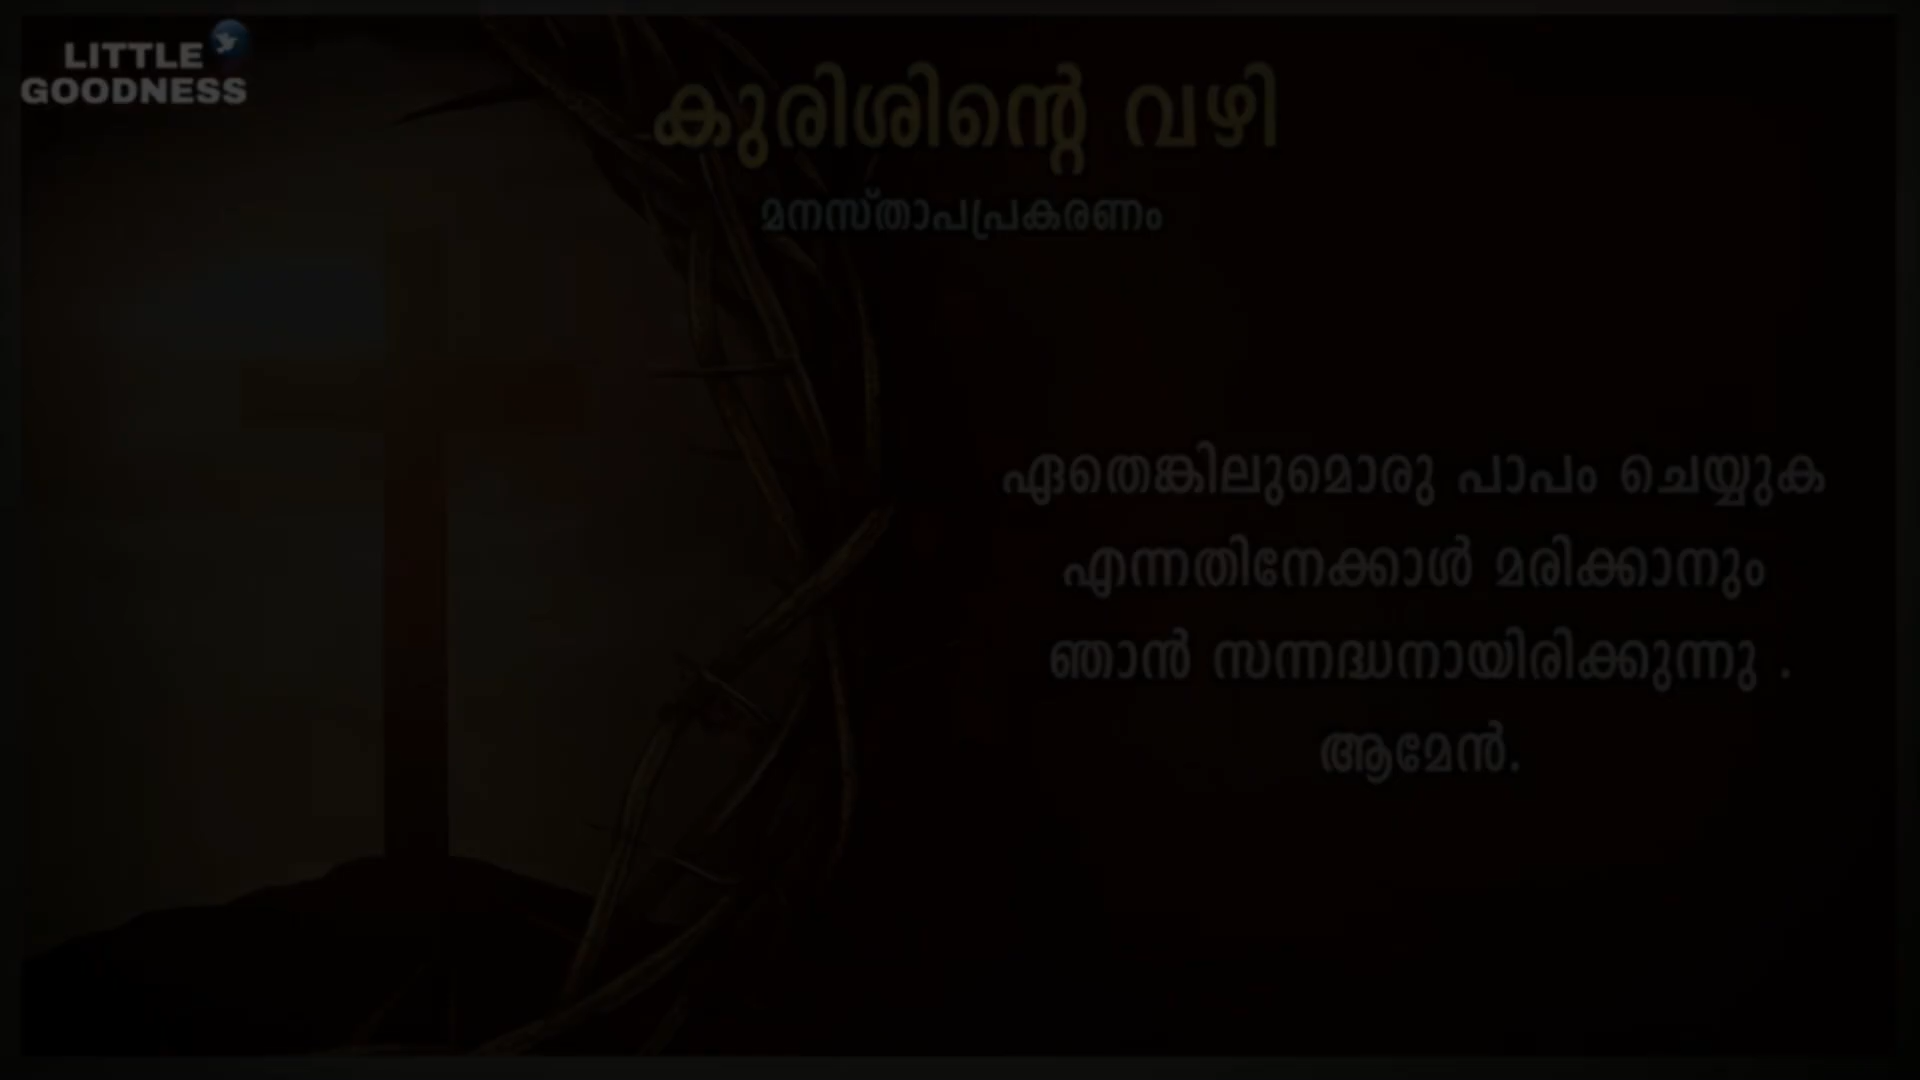 LITTLE
GOODNESS
കുരിശിന്റെ വഴി
മനസ്താപപ്രകരണം
ഏതെങ്കിലുമൊരു പാപം ചെയ്യുക
എന്നതിനേക്കാൾ മരിക്കാനും
ഞാൻ സന്നദ്ധനായിരിക്കുന്നു .
ആമേൻ.